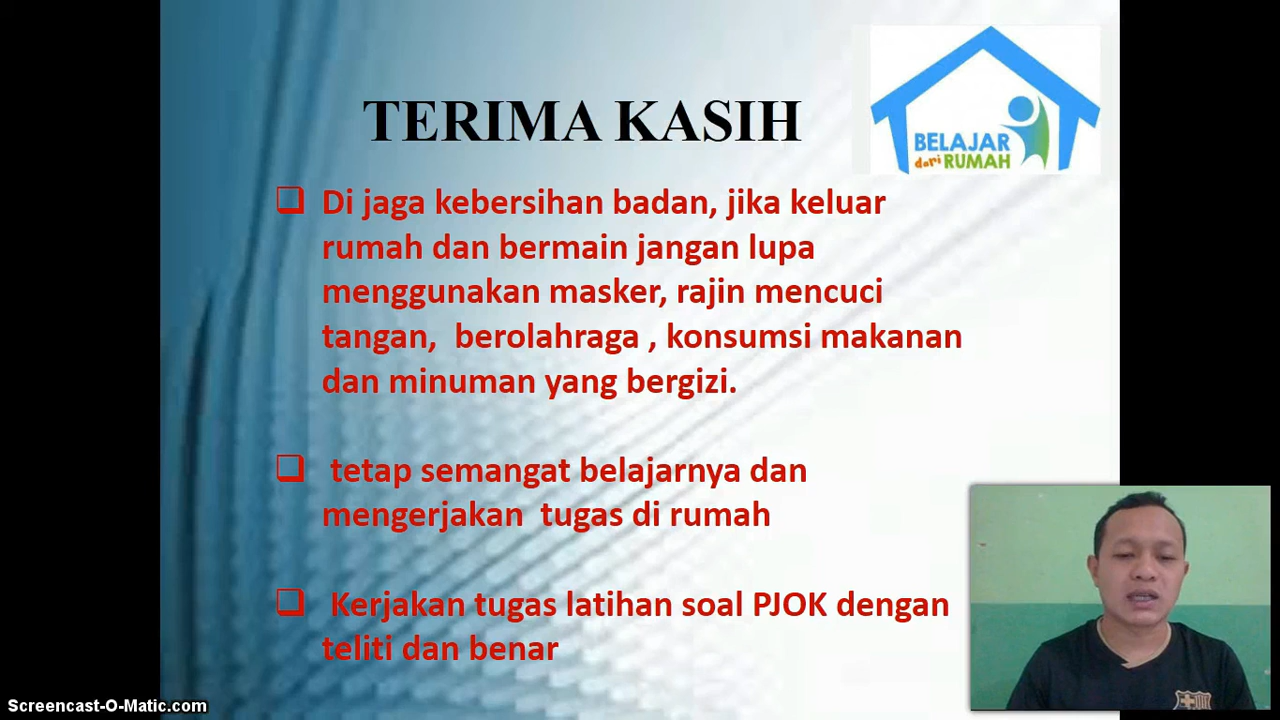 TERIMA KASIH
BELAJAR
dari RUMAH
Di jaga kebersihan badan, jika keluar
rumah dan bermain jangan lupa
menggunakan masker, rajin mencuci
tangan, berolahraga , konsumsi makanan
dan minuman yang bergizi.
tetap semangat belajarnya dan
mengerjakan tugas di rumah
Kerjakan tugas latihan soal PJOK dengan
teliti dan benar
Screencast-O-Matic.com